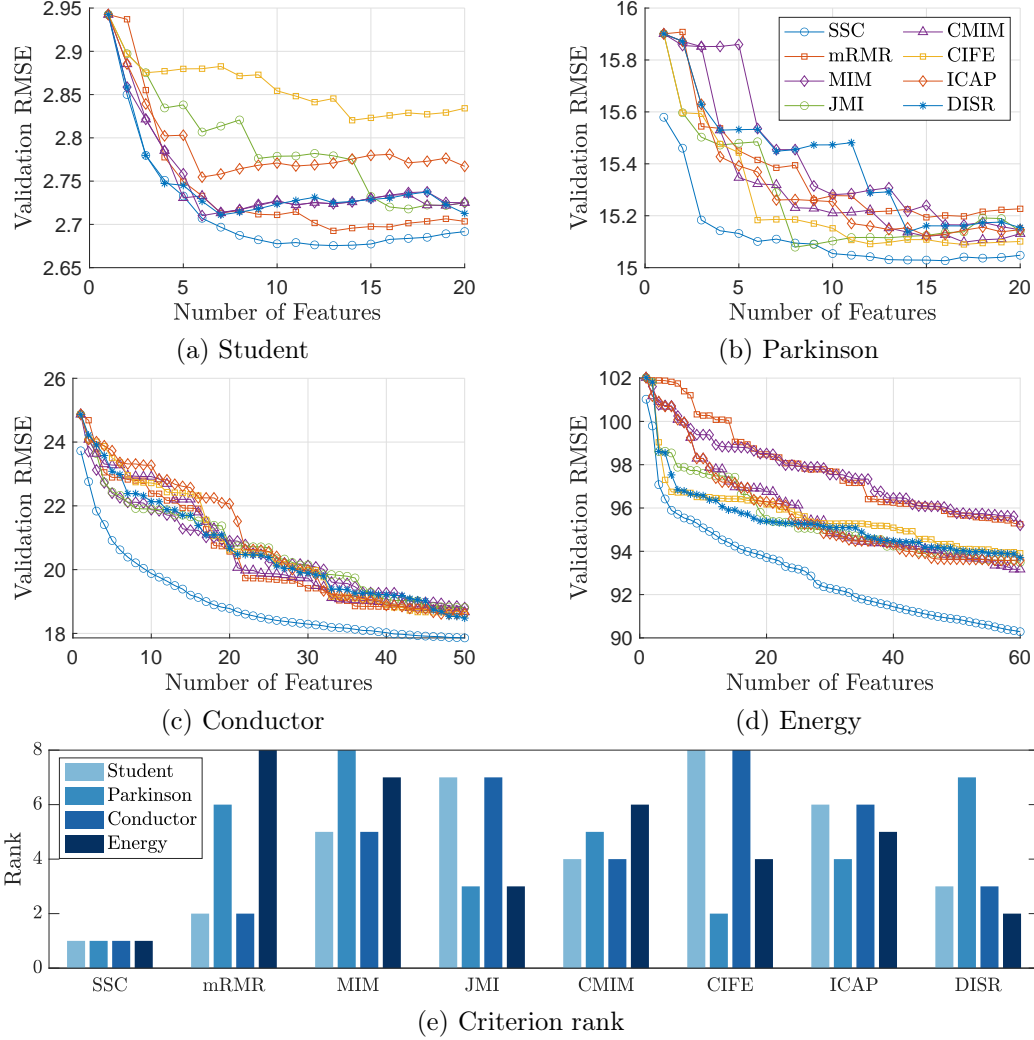 2.95
2.9
2.85
2.8
2.75
2.7
2.65
Validation RMSE
0 5 10 15 20
Number of Features
(a) Student
16
15.8
15.6
15.4
15.2
15
Validation RMSE
SSC
mRMR
MIM
JMI
CMIM
CIFE
ICAP
DISR
0 5 10 15 20
Number of Features
(b) Parkinson
26
24
22
20
18
Validation RMSE
0 10 20 30 40 50
Number of Features
(c) Conductor
102
100
98
96
94
92
90
Validation RMSE
0 20 40 60
Number of Features
(d) Energy
8
6
4
2
0
Rank
Student
Parkinson
Conductor
Energy
SSC mRMR MIM JMI CMIM CIFE ICAP DISR
(e) Criterion rank